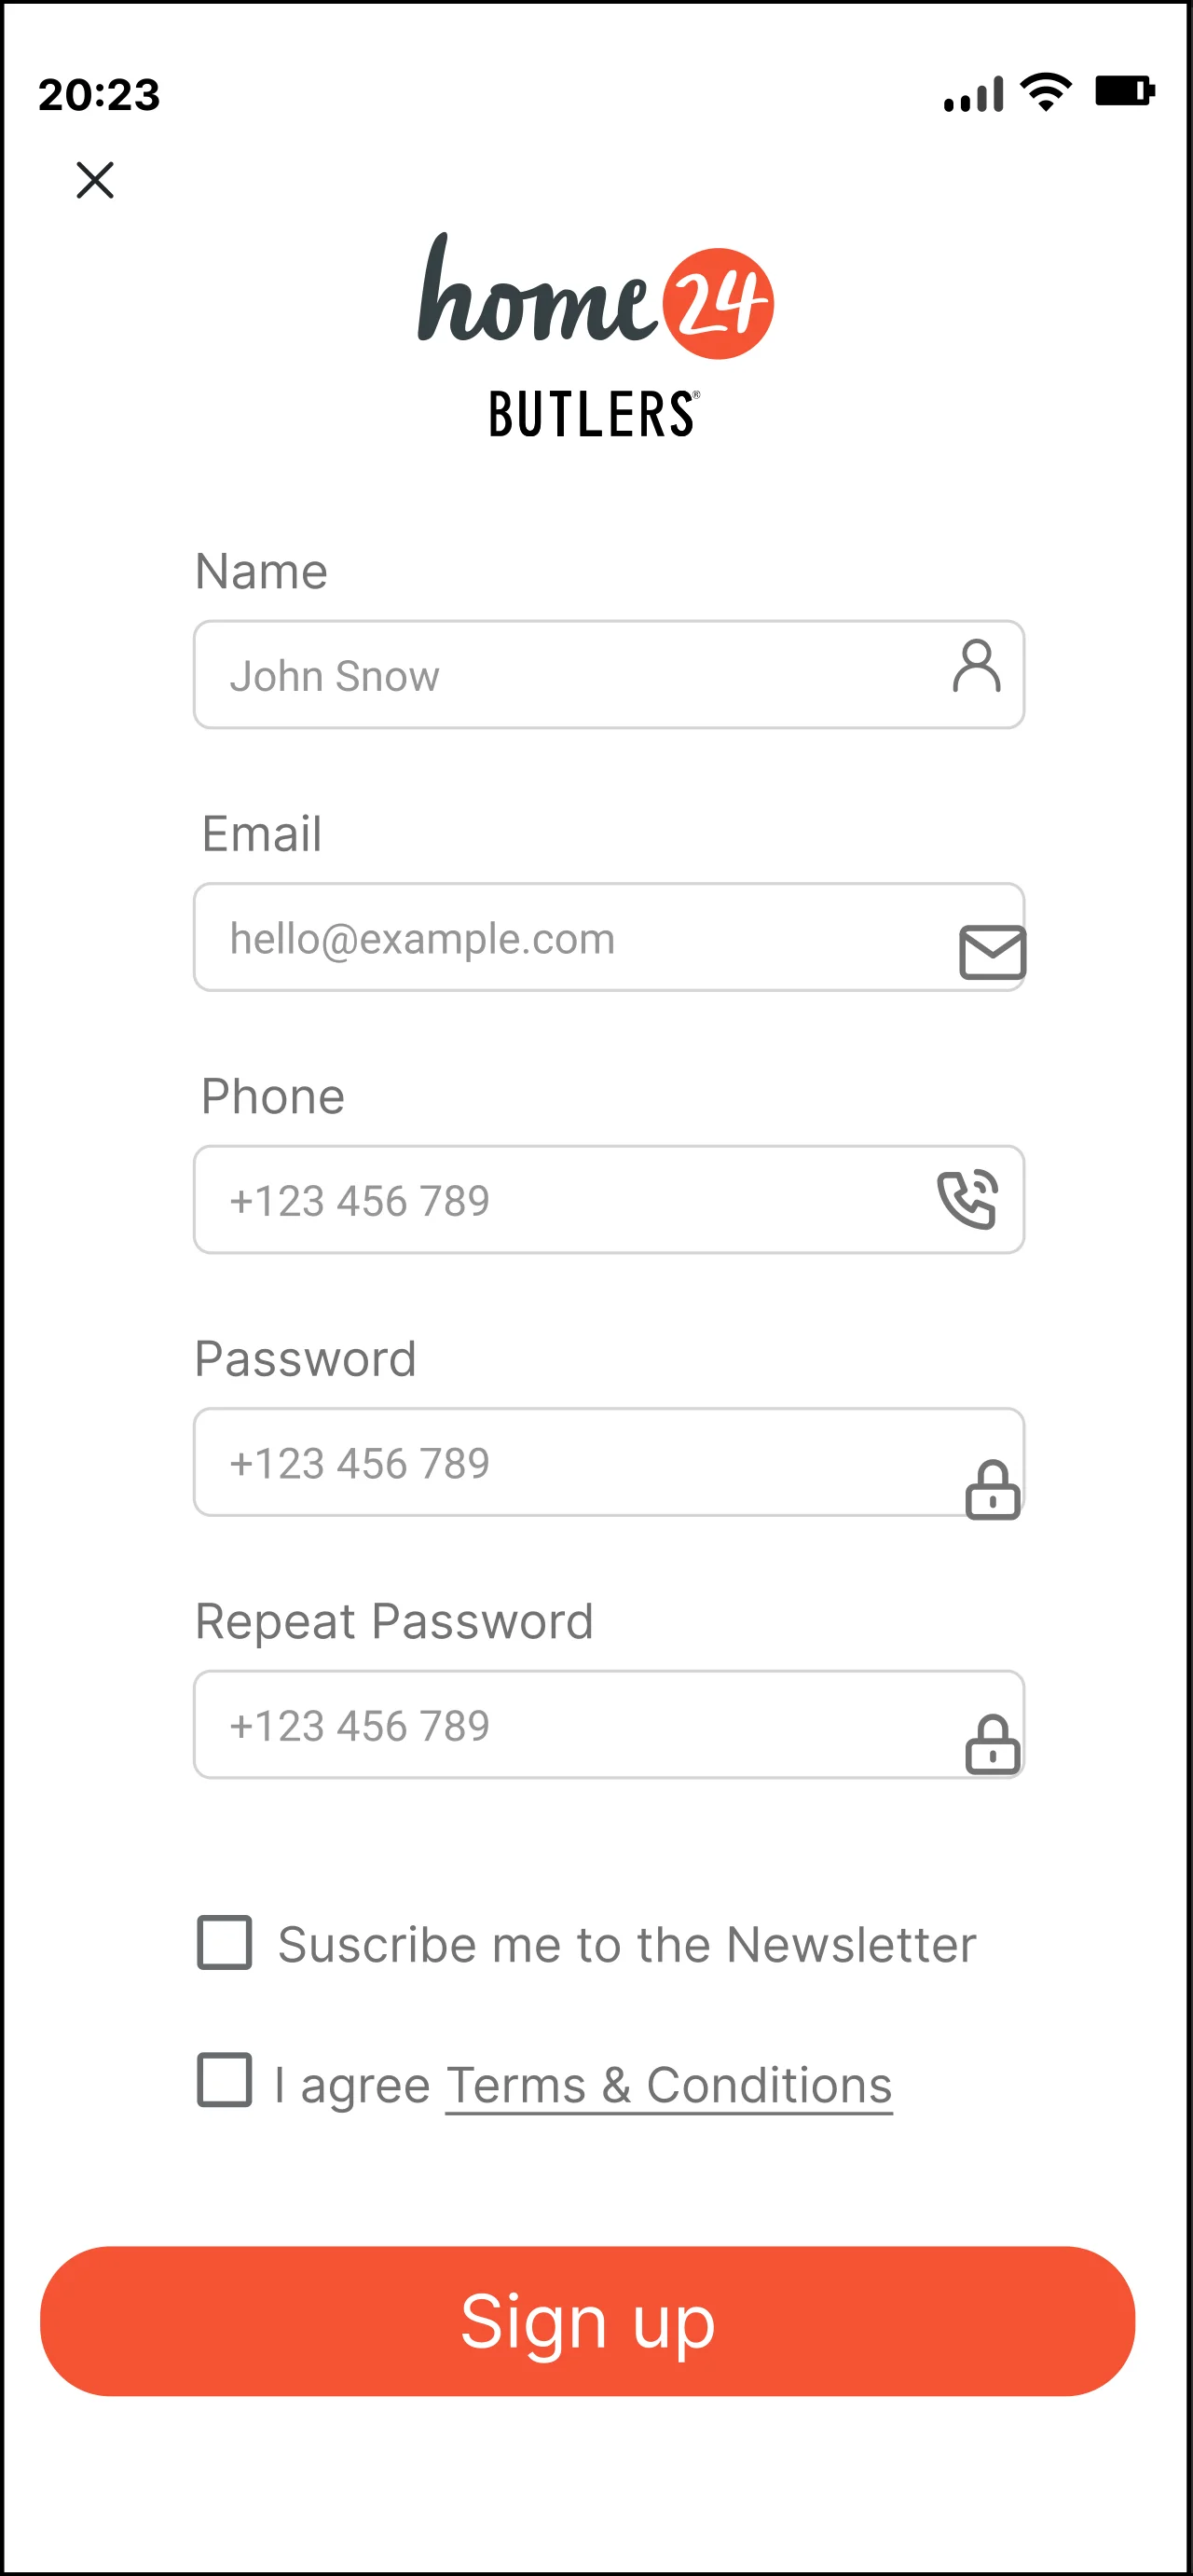 20:23
home24
BUTLERS®
Name
John Snow
Email
hello@example.com
Phone
+123 456 789
Password
+123 456 789
Repeat Password
+123 456 789
Suscribe me to the Newsletter
I agree Terms & Conditions
Sign up